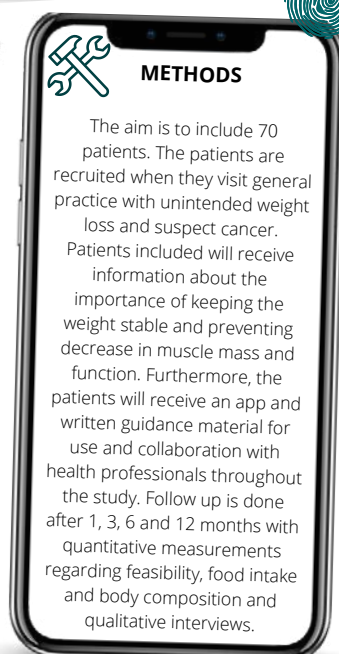 METHODS
The aim is to include 70
patients. The patients are
recruited when they visit general
practice with unintended weight
loss and suspect cancer.
Patients included will receive
information about the
importance of keeping the
weight stable and preventing
decrease in muscle mass and
function. Furthermore, the
patients will receive an app and
written guidance material for
use and collaboration with
health professionals throughout
the study. Follow up is done
after 1, 3, 6 and 12 months with
quantitative measurements
regarding feasibility, food intake
and body composition and
qualitative interviews.